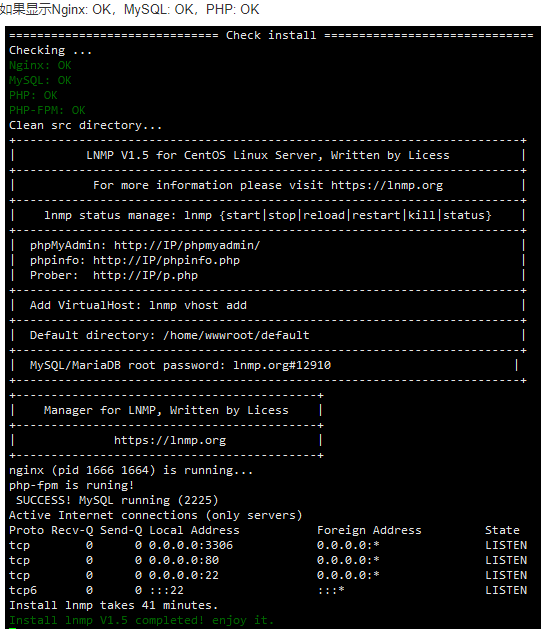 如果显示Nginx: OK，MySQL: OK，PHP: OK
============================== Check install ==============================
Checking ...
Nginx: OK
MySQL: OK
PHP: OK
PHP-FPM: OK
Clean src directory...
+------------------------------------------------------------------------+
|          LNMP V1.5 for CentOS Linux Server, Written by Licess          |
+------------------------------------------------------------------------+
|           For more information please visit https://lnmp.org           |
+------------------------------------------------------------------------+
|    lnmp status manage: lnmp {start|stop|reload|restart|kill|status}    |
+------------------------------------------------------------------------+
|  phpMyAdmin: http://IP/phpmyadmin/                                     |
|  phpinfo: http://IP/phpinfo.php                                        |
|  Prober:  http://IP/p.php                                              |
+------------------------------------------------------------------------+
|  Add VirtualHost: lnmp vhost add                                       |
+------------------------------------------------------------------------+
|  Default directory: /home/wwwroot/default                              |
+------------------------------------------------------------------------+
|  MySQL/MariaDB root password: lnmp.org#12910                          |
+------------------------------------------------------------------------+
+-------------------------------------------+
|    Manager for LNMP, Written by Licess    |
+-------------------------------------------+
|              https://lnmp.org             |
+-------------------------------------------+
nginx (pid 1666 1664) is running...
php-fpm is runing!
 SUCCESS! MySQL running (2225)
Active Internet connections (only servers)
Proto Recv-Q Send-Q Local Address           Foreign Address         State
tcp        0      0 0.0.0.0:3306            0.0.0.0:*               LISTEN
tcp        0      0 0.0.0.0:80              0.0.0.0:*               LISTEN
tcp        0      0 0.0.0.0:22              0.0.0.0:*               LISTEN
tcp6       0      0 :::22                   :::*                    LISTEN
Install lnmp takes 41 minutes.
Install lnmp V1.5 completed! enjoy it.